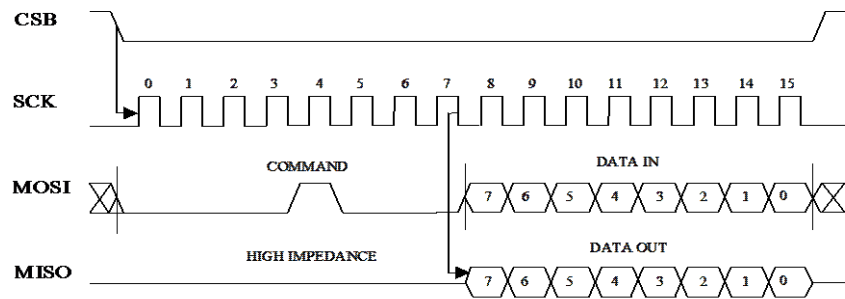 CSB
0 1 2 3 4 5 6 7 8 9 10 11 12 13 14 15
SCK
COMMAND DATA IN
MOSI 7 6 5 4 3 2 1 0
HIGH IMPEDANCE DATA OUT
MISO 7 6 5 4 3 2 1 0